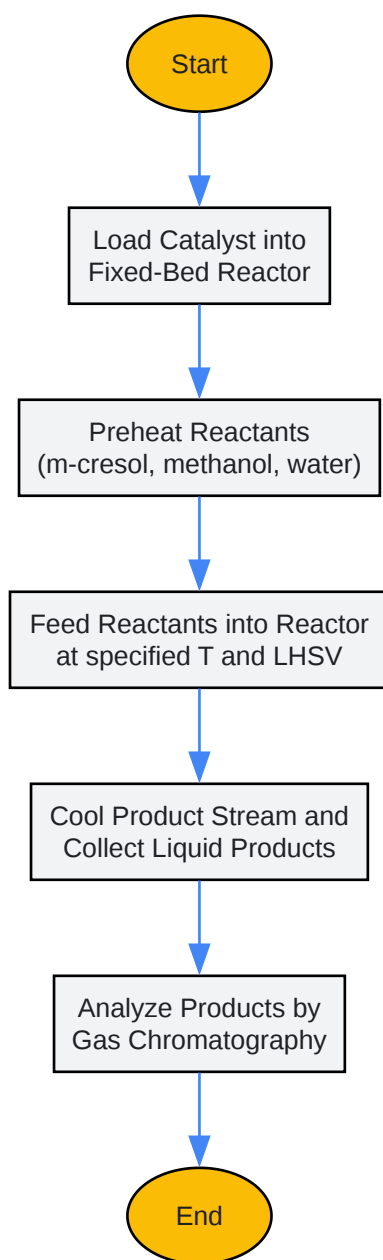 Start
Load Catalyst into
Fixed-Bed Reactor
Preheat Reactants
(m-cresol, methanol, water)
Feed Reactants into Reactor
at specified T and LHSV
Cool Product Stream and
Collect Liquid Products
Analyze Products by
Gas Chromatography
End